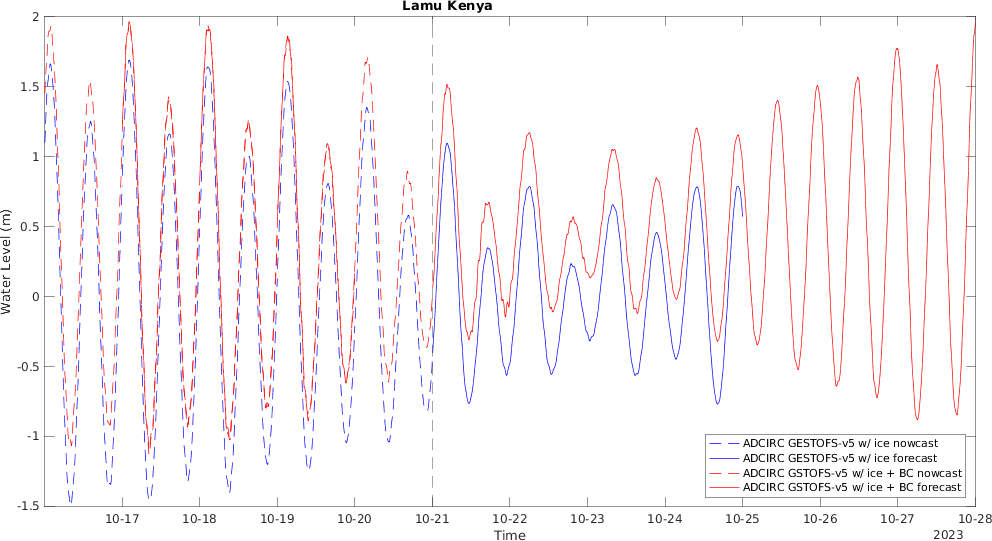 Lamu Kenya
Water Level (m)
2
1.5
1
0.5
0
-0.5
-1
-1.5
10-17 10-18 10-19 10-20 10-21 10-22 10-23 10-24 10-25 10-26 10-27 10-28
Time
2023
ADCIRC GESTOFS-v5 w/ ice nowcast
ADCIRC GESTOFS-v5 w/ ice forecast
ADCIRC GSTOFS-v5 w/ ice + BC nowcast
ADCIRC GSTOFS-v5 w/ ice + BC forecast